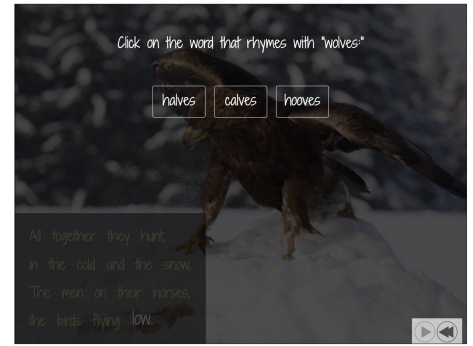 Click on the word that rhymes with "wolves:"
halves calves hooves
All together they hunt,
in the cold and the snow,
The men on their horses,
the birds flying low.